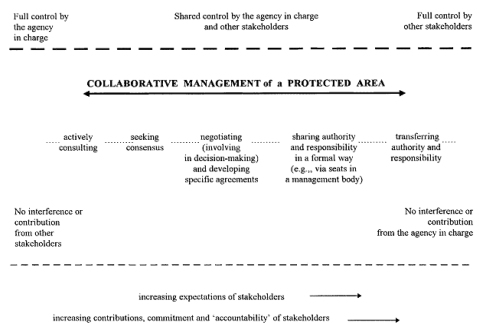 Full control by
the agency
in charge
Shared control by the agency in charge
and other stakeholders
Full control by
other stakeholders
COLLABORATIVE MANAGEMENT of a PROTECTED AREA
actively
consulting
seeking
consensus
negotiating
(involving
in decision-making)
and developing
specific agreements
sharing authority
and responsibility
in a formal way
(e.g.,, via seats in
a management body)
transferring
authority and
responsibility
No interference or
contribution
from other
stakeholders
No interference or
contribution
from the agency in charge
increasing expectations of stakeholders
increasing contributions, commitment and ‘accountability’ of stakeholders